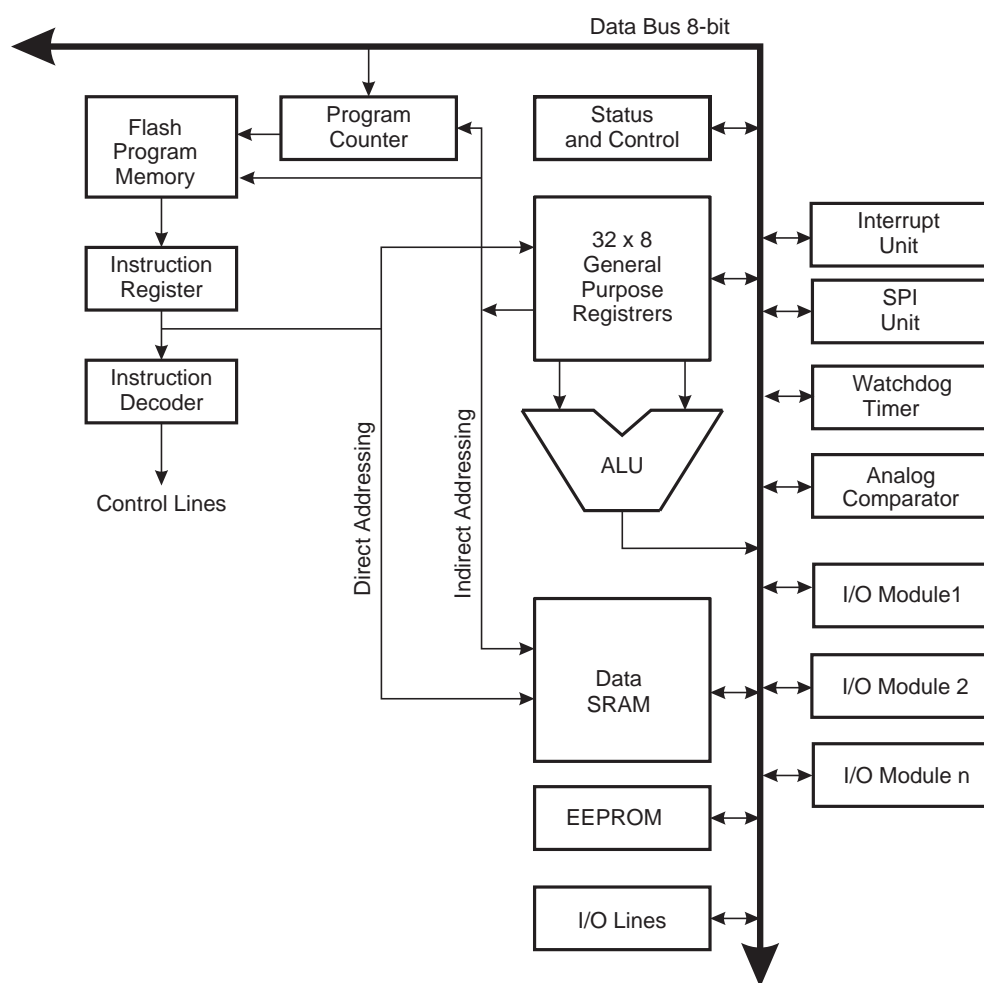 Data Bus 8-bit
Flash
Program
Memory
Program
Counter
Status
and Control
Instruction
Register
32 x 8
General
Purpose
Registrers
Interrupt
Unit
SPI
Unit
Instruction
Decoder
Watchdog
Timer
Control Lines
Direct Addressing
Indirect Addressing
ALU
Analog
Comparator
I/O Module1
Data
SRAM
I/O Module 2
I/O Module n
EEPROM
I/O Lines